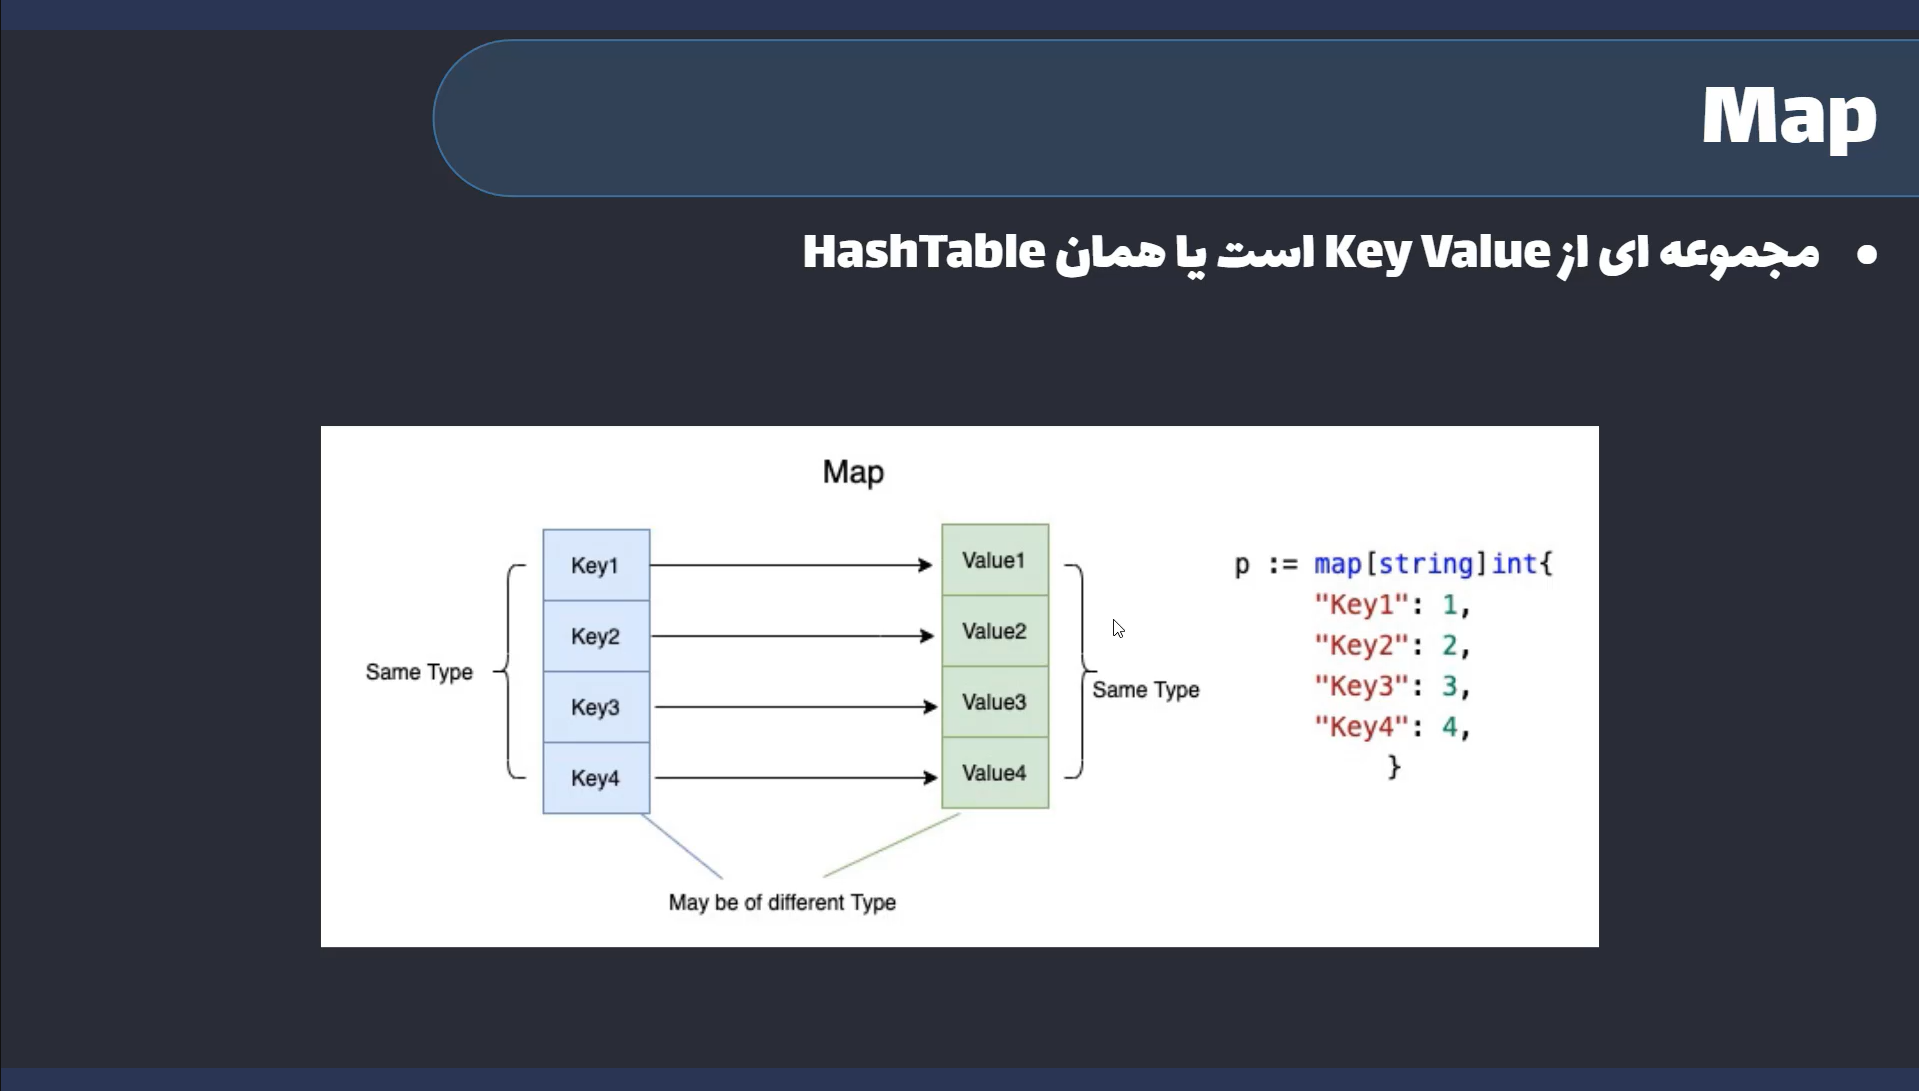 Map
• مجموعه ای از Key Value است یا همان HashTable
Map
Key1
Key2
Key3
Key4
Value1
Value2
Value3
Value4
Same Type
Same Type
May be of different Type
p := map[string]int{
"Key1": 1,
"Key2": 2,
"Key3": 3,
"Key4": 4,
}